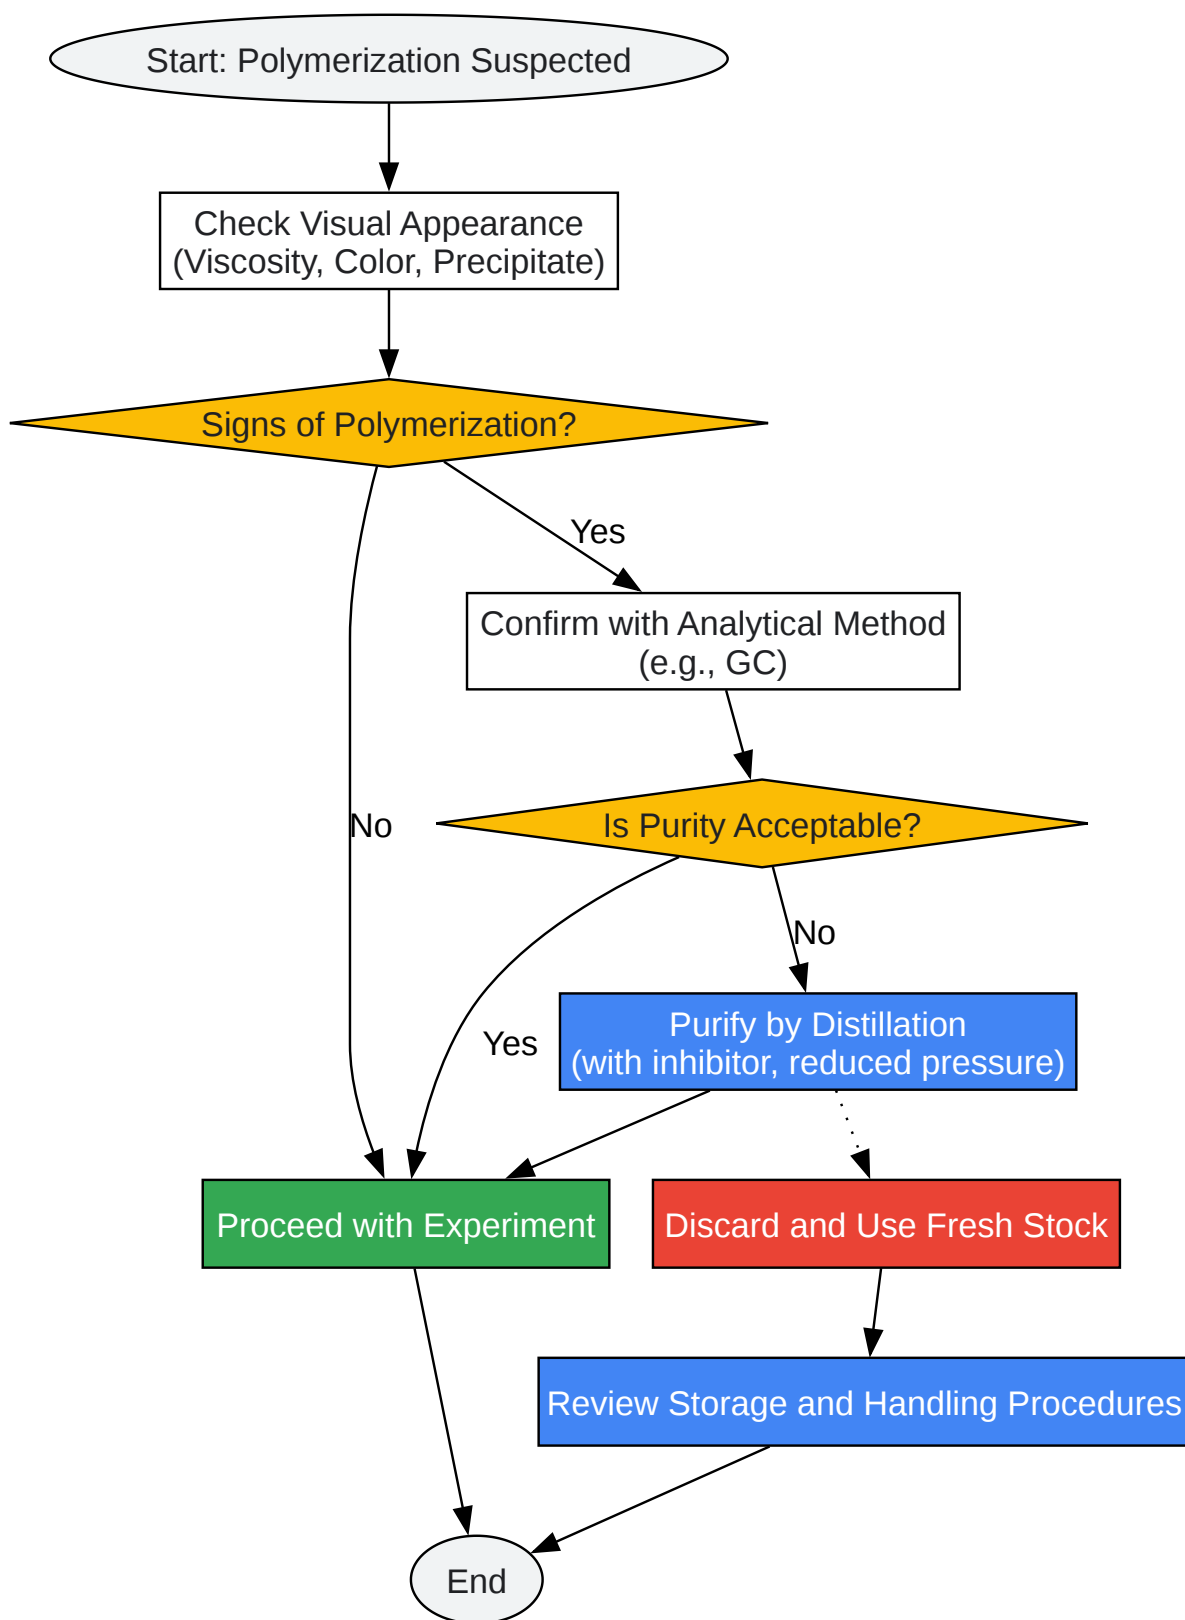 Start: Polymerization Suspected
Check Visual Appearance
(Viscosity, Color, Precipitate)
Signs of Polymerization?
Yes
Confirm with Analytical Method
(e.g., GC)
No
Is Purity Acceptable?
No
Purify by Distillation
(with inhibitor, reduced pressure)
Yes
Proceed with Experiment
Discard and Use Fresh Stock
Review Storage and Handling Procedures
End